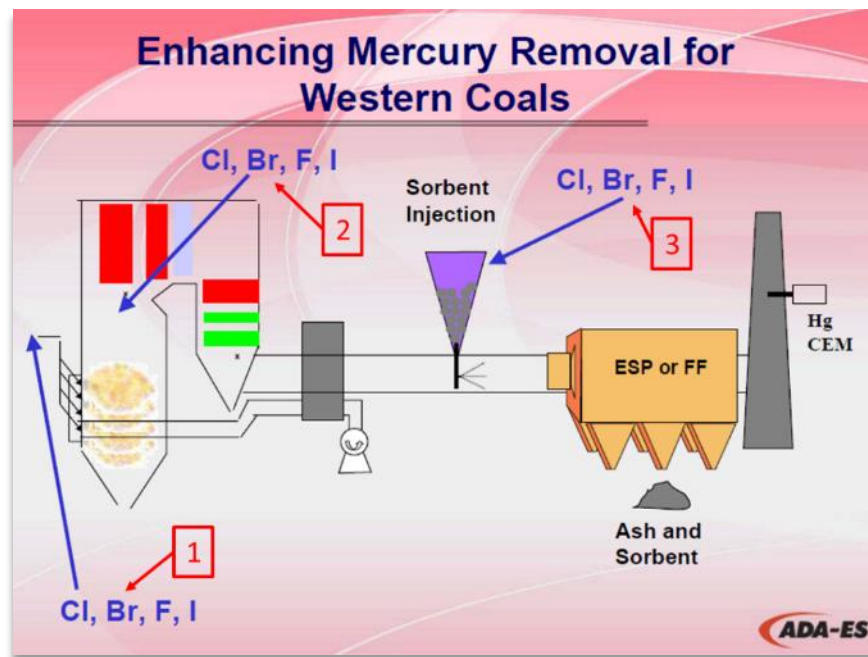 Enhancing Mercury Removal for
Western Coals
Cl, Br, F, I
2
Sorbent
Injection
Cl, Br, F, I
3
Hg
CEM
ESP or FF
Ash and
Sorbent
1
Cl, Br, F, I
ADA-ES